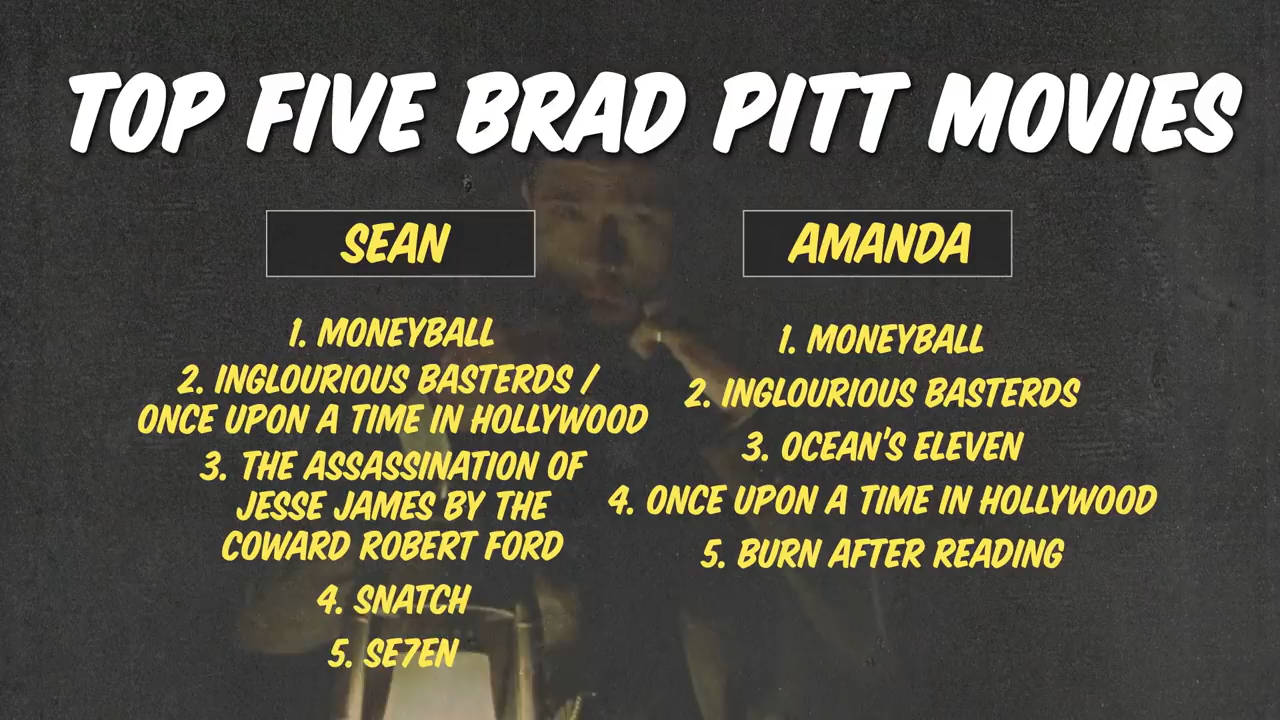 TOP FIVE BRAD PITT MOVIES
SEAN
1. MONEYBALL
2. INGLOURIOUS BASTERDS /
ONCE UPON A TIME IN HOLLYWOOD
3. THE ASSASSINATION OF
JESSE JAMES BY THE
COWARD ROBERT FORD
4. SNATCH
5. SE7EN
AMANDA
1. MONEYBALL
2. INGLOURIOUS BASTERDS
3. OCEAN'S ELEVEN
4. ONCE UPON A TIME IN HOLLYWOOD
5. BURN AFTER READING